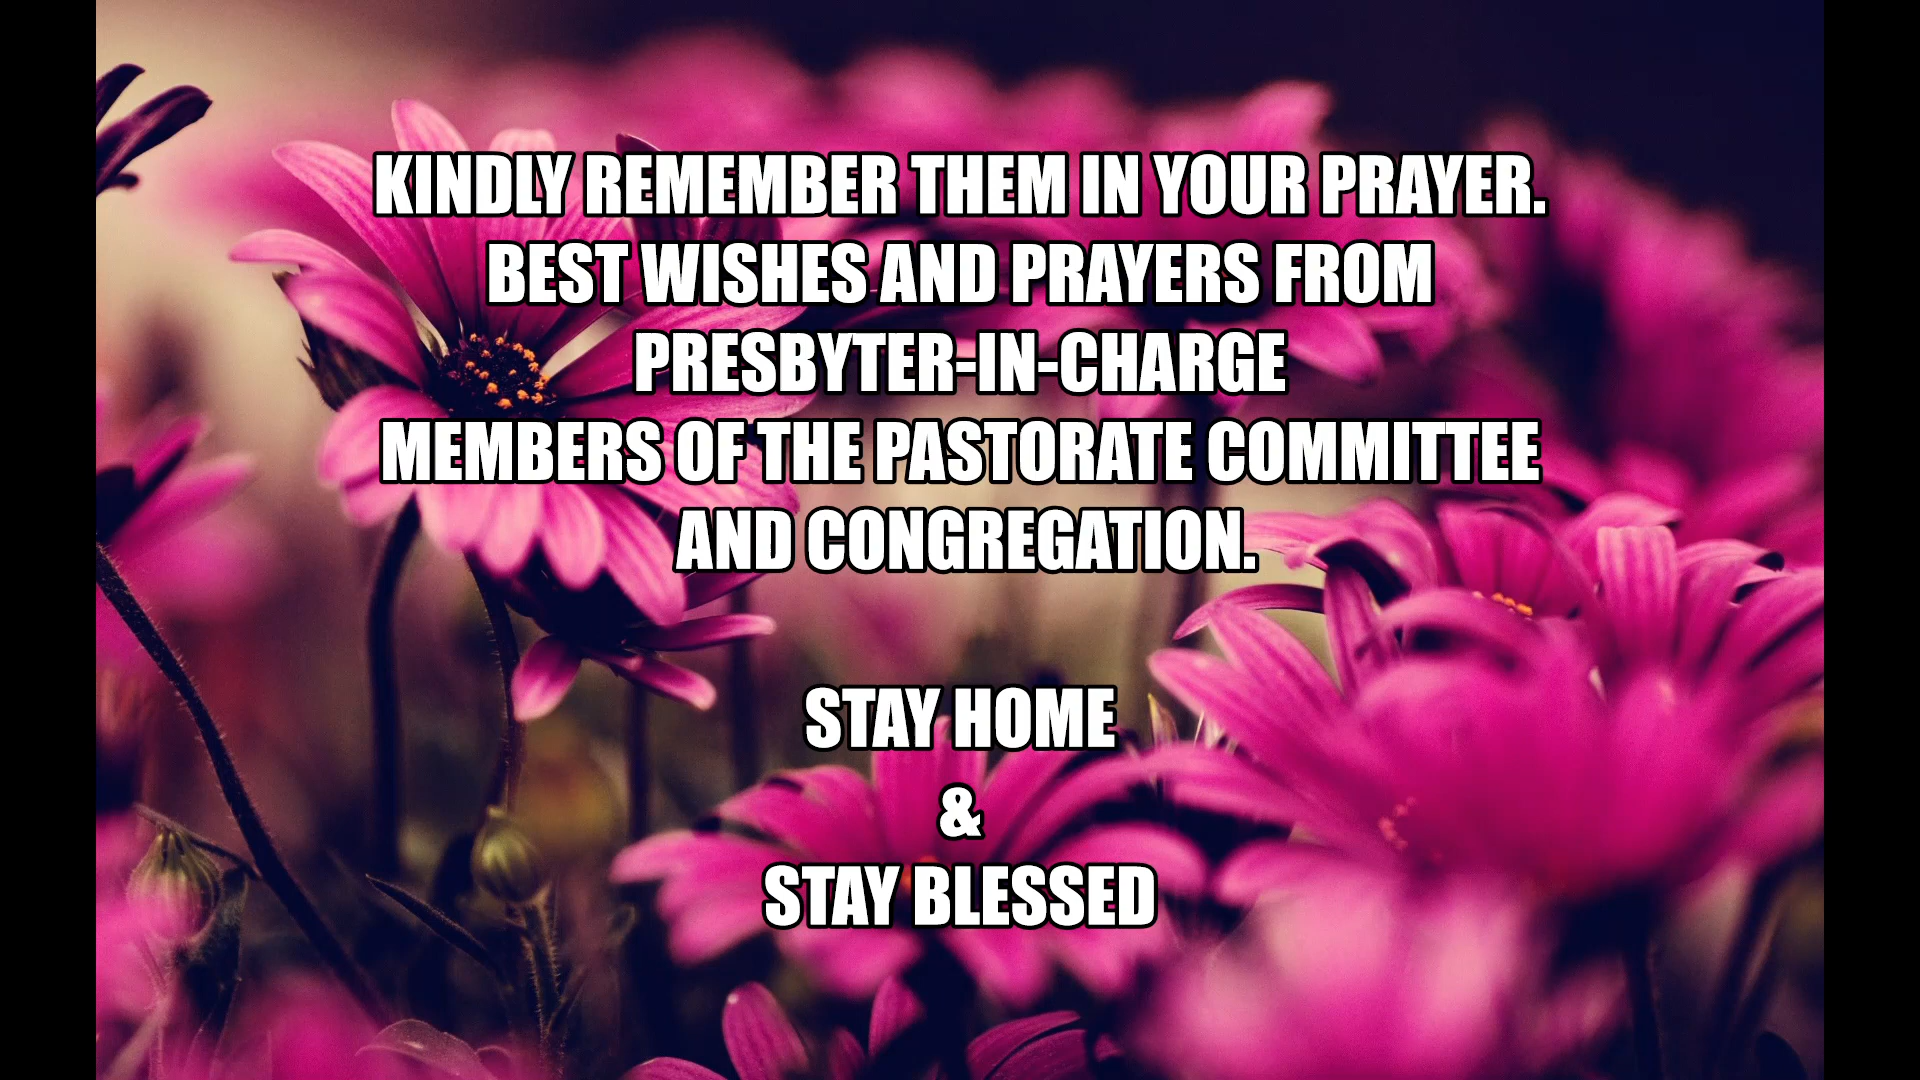 KINDLY REMEMBER THEM IN YOUR PRAYER.
BEST WISHES AND PRAYERS FROM
PRESBYTER-IN-CHARGE
MEMBERS OF THE PASTORATE COMMITTEE
AND CONGREGATION.
STAY HOME
&
STAY BLESSED